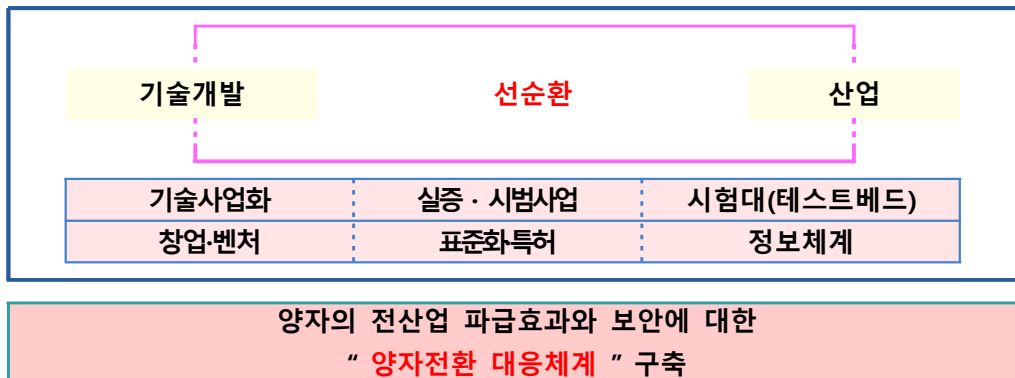 기술개발 선순환 산업
기술사업화 실증 · 시범사업 시험대(테스트베드)
창업·벤처 표준화·특허 정보체계
양자의 전산업 파급효과와 보안에 대한
“ 양자전환 대응체계 ” 구축